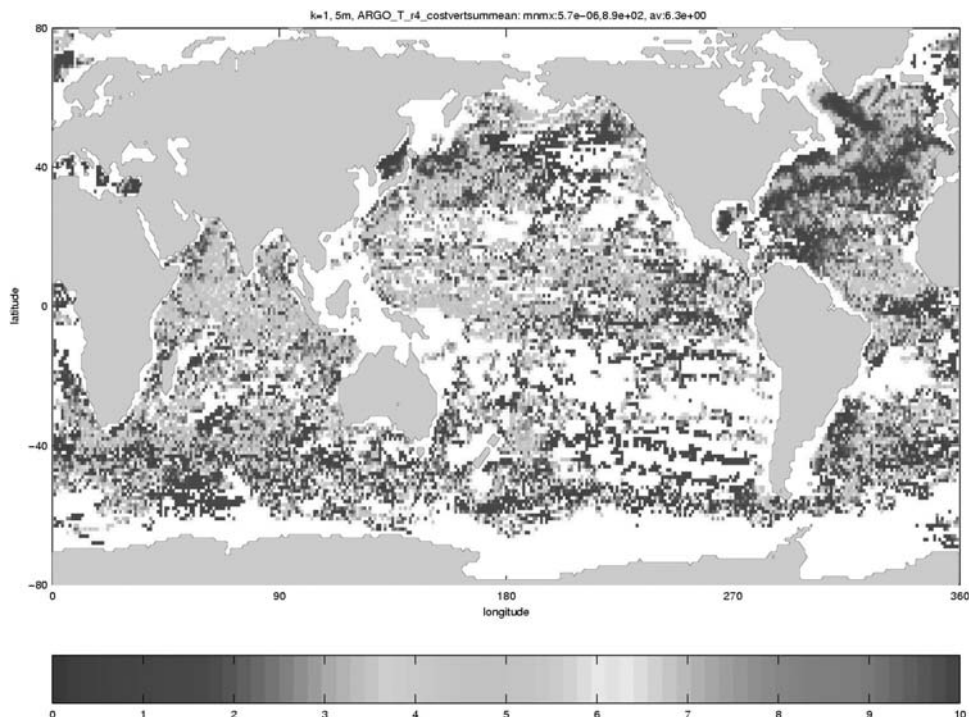 k=1, 5m, ARGO_T_r4_costvertsummean: mnmx:5.7e−06,8.9e+02, av:6.3e+00
80
40
latitude
0
−40
−80
0 90 180 270 360
longitude
0 1 2 3 4 5 6 7 8 9 10